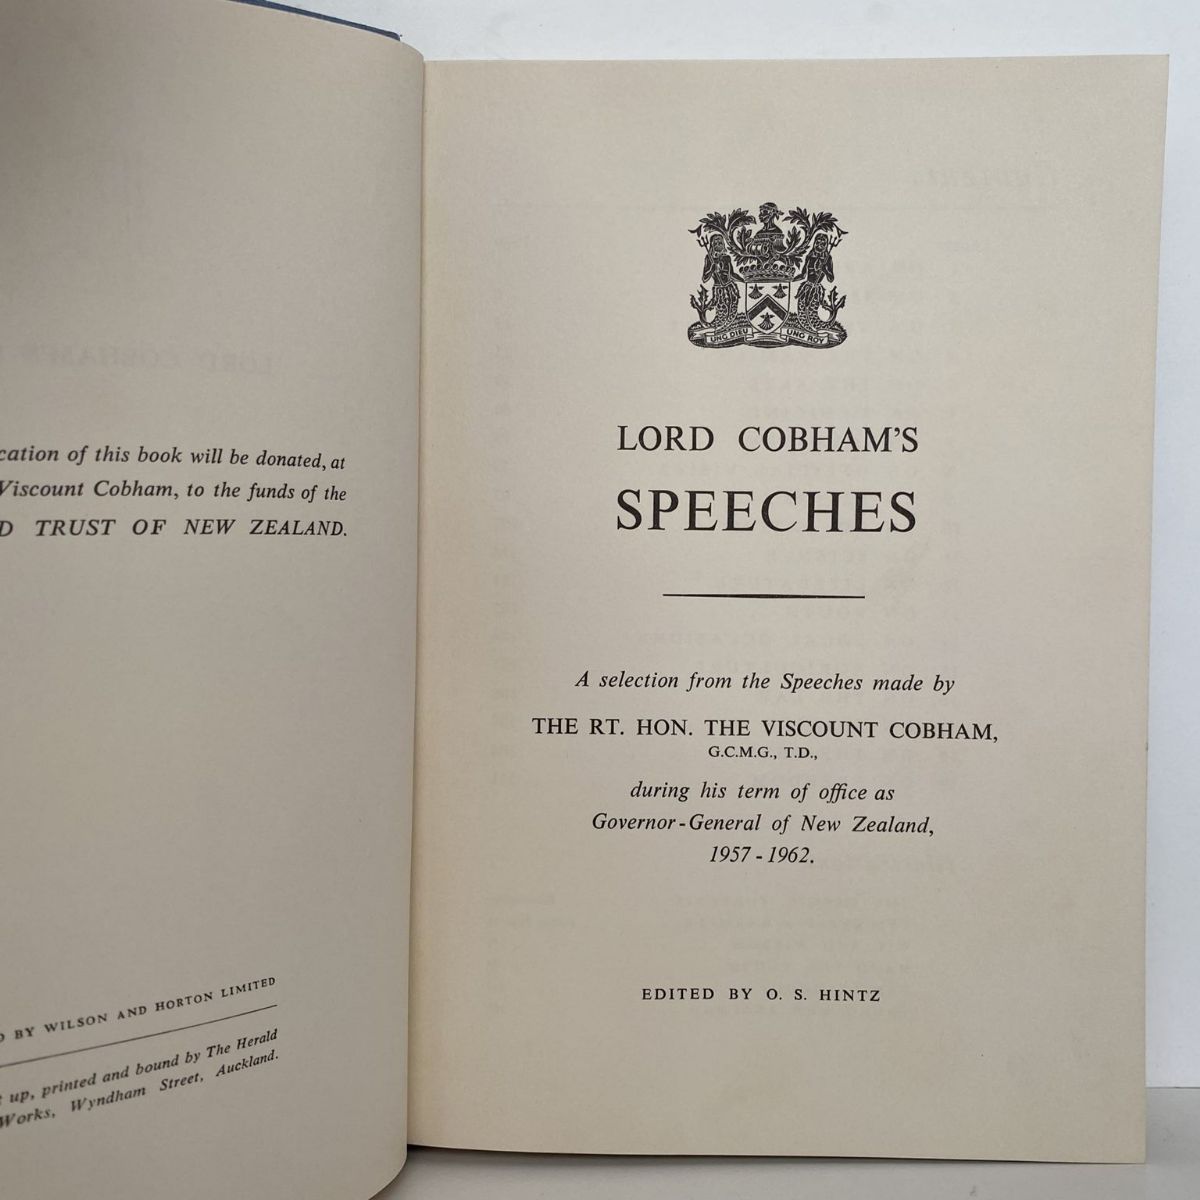 cation of this book will be donated, at
Viscount Cobham, to the funds of the
D TRUST OF NEW ZEALAND.
BY WILSON AND HORTON LIMITED
up, printed and bound by The Herald
Works, Wyndham Street, Auckland.
UNG DIEU UNG ROY
LORD COBHAM'S
SPEECHES
A selection from the Speeches made by
THE RT. HON. THE VISCOUNT COBHAM,
G.C.M.G., T.D.,
during his term of office as
Governor-General of New Zealand,
1957 - 1962.
EDITED BY O. S. HINTZ